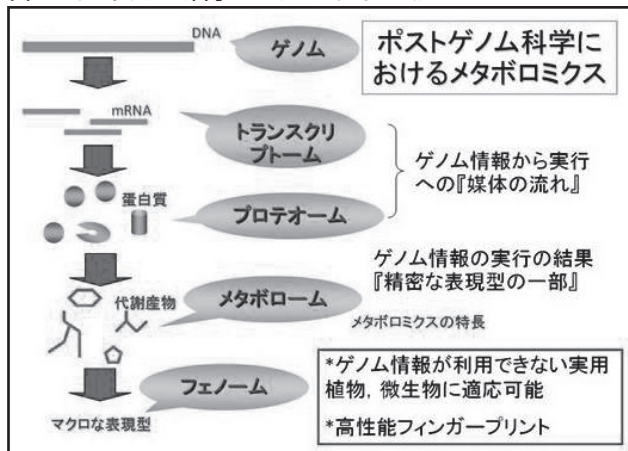 DNA
ゲノム
ポストゲノム科学に
おけるメタボロミクス
mRNA
トランスクリ
プトーム
ゲノム情報から実行
への『媒体の流れ』
蛋白質
プロテオーム
ゲノム情報の実行の結果
『精密な表現型の一部』
代謝産物
メタボローム
メタボロミクスの特長
フェノーム
マクロな表現型
*ゲノム情報が利用できない実用
植物,微生物に適応可能
*高性能フィンガープリント